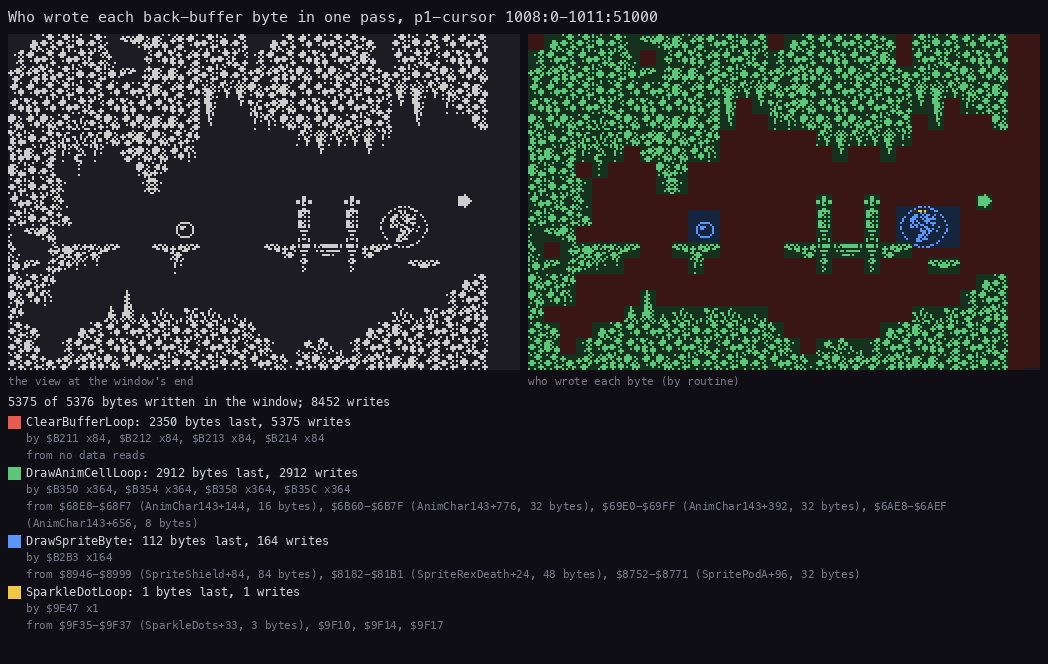 Who wrote each back-buffer byte in one pass, p1-cursor 1008:0-1011:51000
the view at the window's end
who wrote each byte (by routine)
5375 of 5376 bytes written in the window; 8452 writes
ClearBufferLoop: 2350 bytes last, 5375 writes
by $B211 x84, $B212 x84, $B213 x84, $B214 x84
from no data reads
DrawAnimCellLoop: 2912 bytes last, 2912 writes
by $B350 x364, $B354 x364, $B358 x364, $B35C x364
from $68E8-$68F7 (AnimChar143+144, 16 bytes), $6B60-$6B7F (AnimChar143+776, 32 bytes), $69E0-$69FF (AnimChar143+392, 32 bytes), $6AE8-$6AEF
(AnimChar143+656, 8 bytes)
DrawSpriteByte: 112 bytes last, 164 writes
by $B2B3 x164
from $8946-$8999 (SpriteShield+84, 84 bytes), $8182-$81B1 (SpriteRexDeath+24, 48 bytes), $8752-$8771 (SpritePodA+96, 32 bytes)
SparkleDotLoop: 1 bytes last, 1 writes
by $9E47 x1
from $9F35-$9F37 (SparkleDots+33, 3 bytes), $9F10, $9F14, $9F17